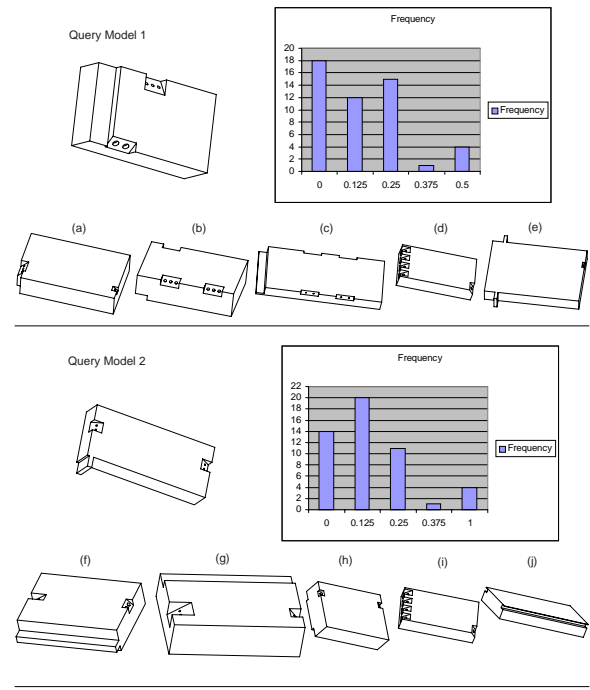 Query Model 1
Frequency
20
18
16
14
12
10
8
6
4
2
0
0 0.125 0.25 0.375 0.5
Frequency
(a) (b) (c) (d) (e)
Query Model 2
Frequency
22
20
18
16
14
12
10
8
6
4
2
0
0 0.125 0.25 0.375 1
Frequency
(f) (g) (h) (i) (j)